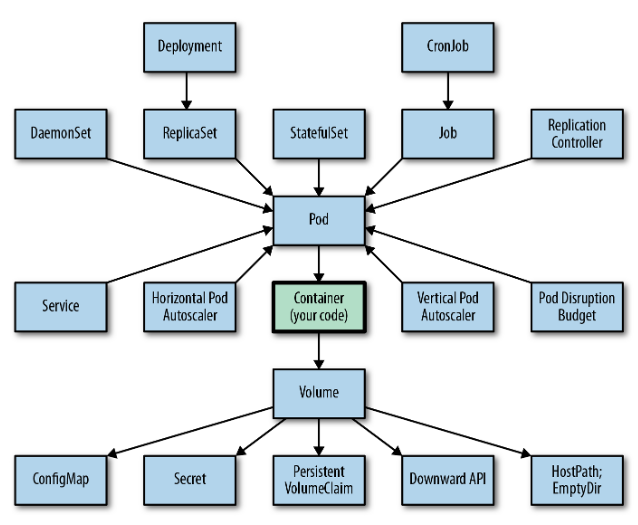 Deployment
CronJob
DaemonSet
ReplicaSet
StatefulSet
Job
Replication
Controller
Pod
Service
Horizontal Pod
Autoscaler
Container
(your code)
Vertical Pod
Autoscaler
Pod Disruption
Budget
Volume
ConfigMap
Secret
Persistent
VolumeClaim
Downward API
HostPath;
EmptyDir